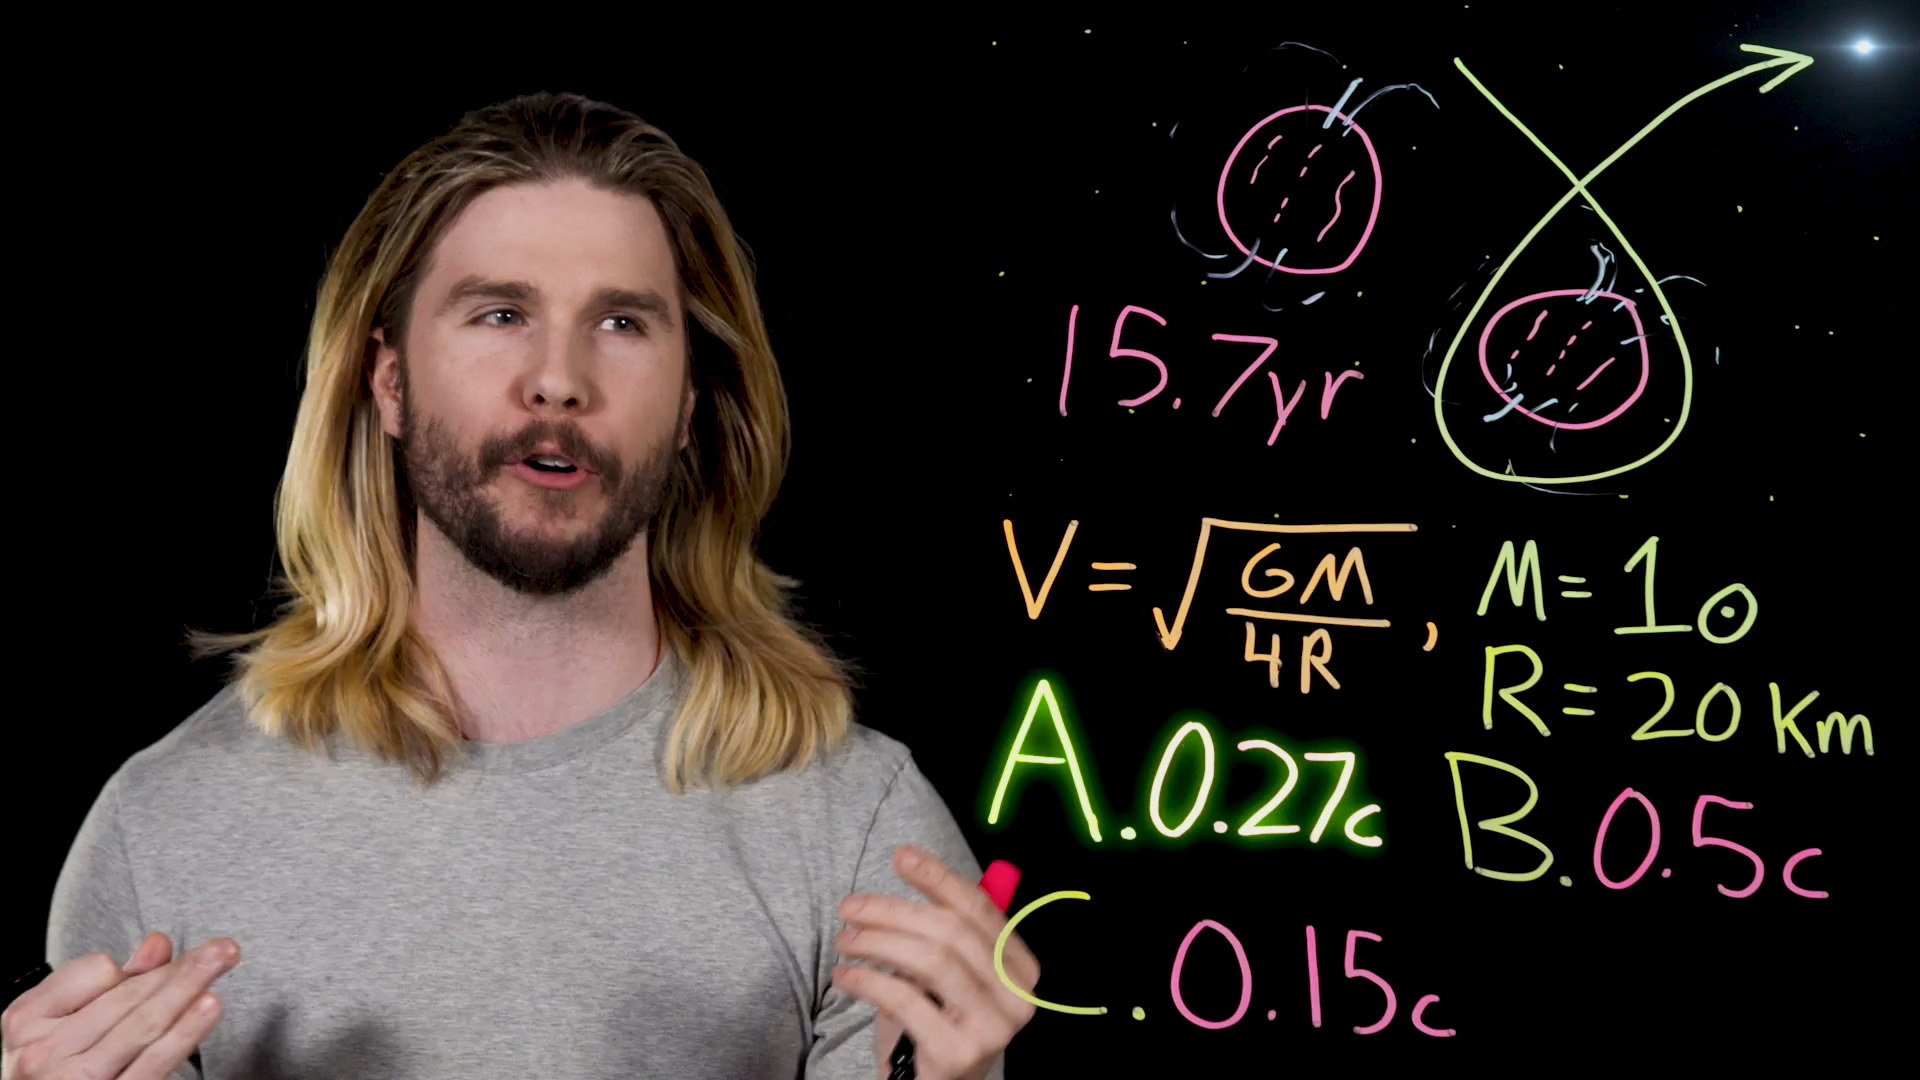 15.7yr
V = √GM/4R , M = 1⊙
R = 20 Km
A. 0.27c
B. 0.5c
C. 0.15c